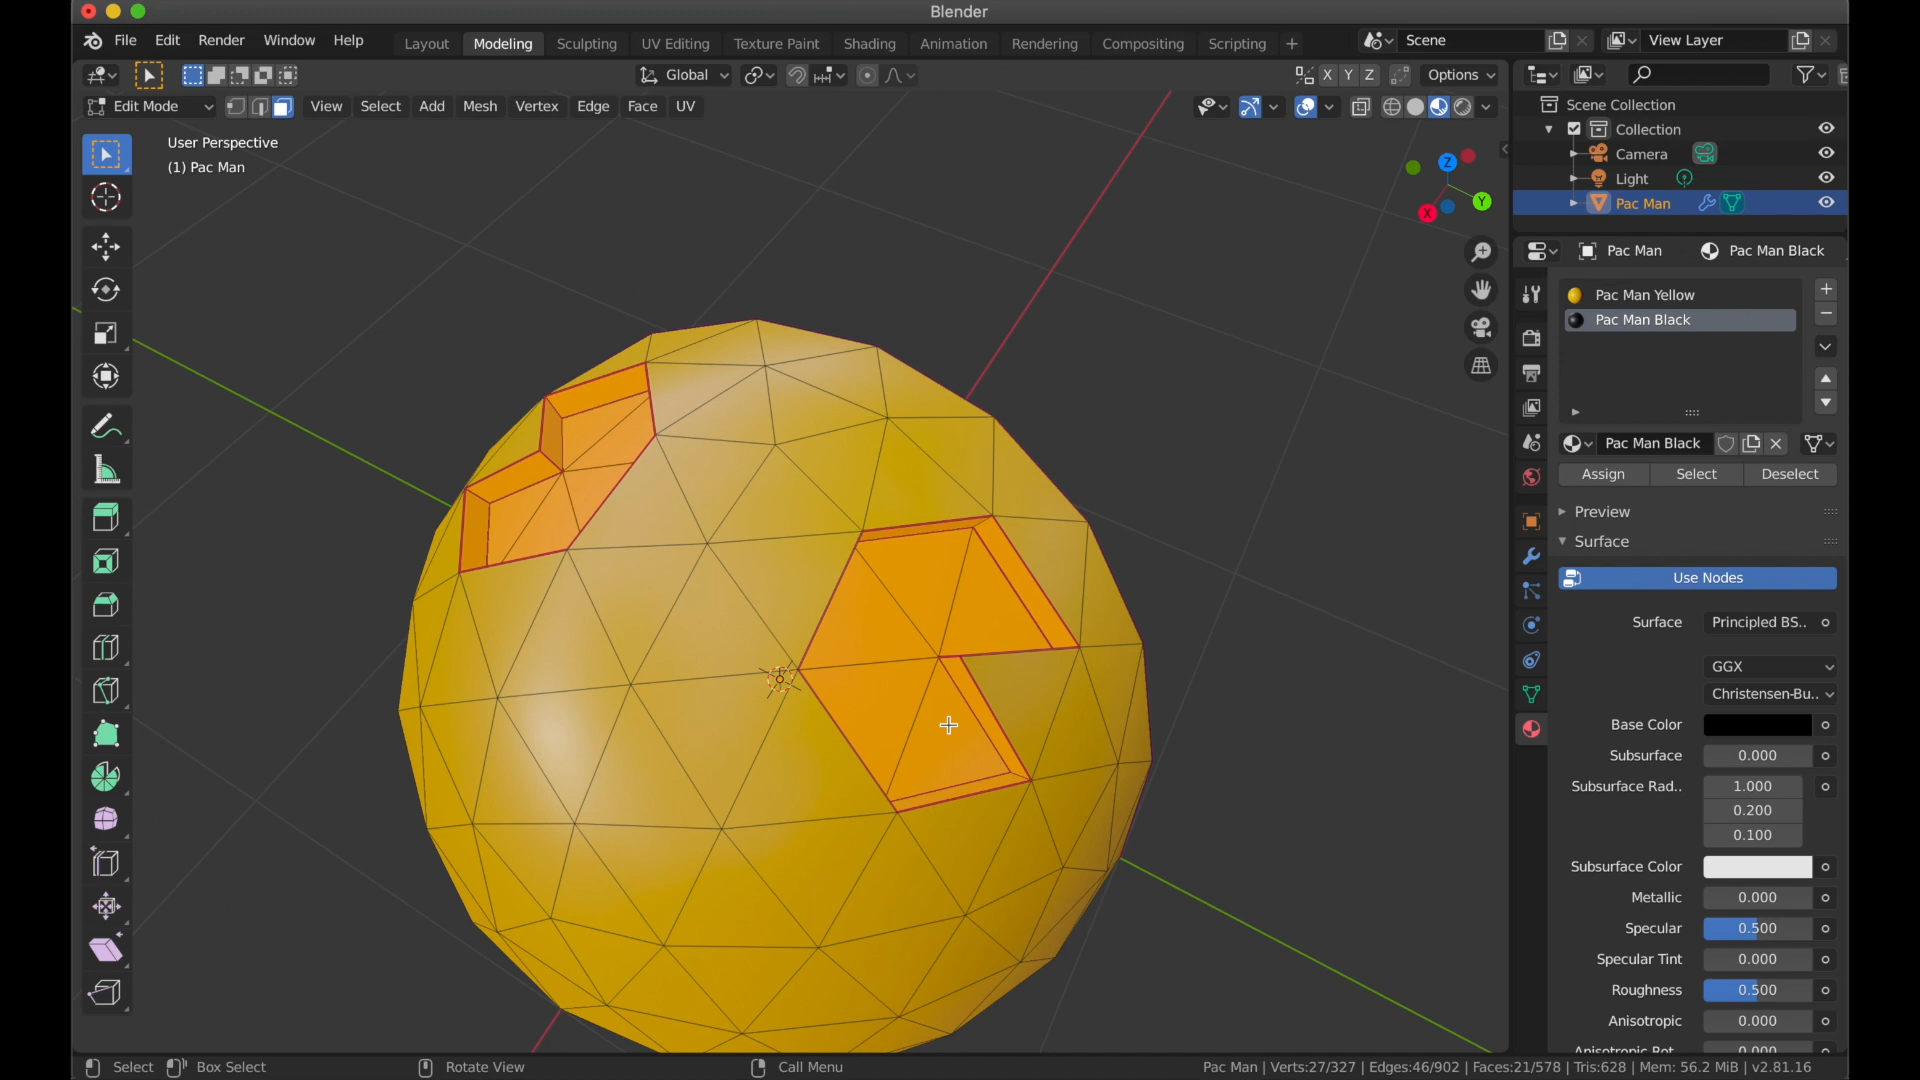 Blender
File Edit Render Window Help
Layout Modeling Sculpting UV Editing Texture Paint Shading Animation Rendering Compositing Scripting +
Scene
View Layer
Global
X Y Z
Options
Edit Mode
View Select Add Mesh Vertex Edge Face UV
User Perspective
(1) Pac Man
Z
Y
X
Scene Collection
Collection
Camera
Light
Pac Man
Pac Man
Pac Man Black
Pac Man Yellow
Pac Man Black
Pac Man Black
Assign Select Deselect
Preview
Surface
Use Nodes
Surface Principled BS..
GGX
Christensen-Bu..
Base Color
Subsurface 0.000
Subsurface Rad.. 1.000
0.200
0.100
Subsurface Color
Metallic 0.000
Specular 0.500
Specular Tint 0.000
Roughness 0.500
Anisotropic 0.000
Anisotropic Rot.. 0.000
Select
Box Select
Rotate View
Call Menu
Pac Man | Verts:27/327 | Edges:46/902 | Faces:21/578 | Tris:628 | Mem: 56.2 MiB | v2.81.16